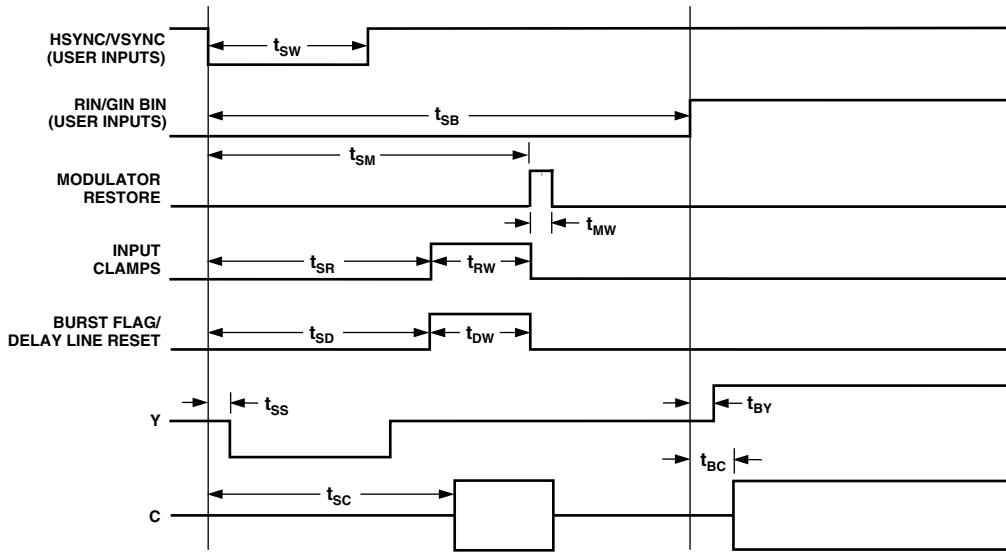 HSYNC/VSYNC
(USER INPUTS)
tSW
RIN/GIN BIN
(USER INPUTS)
tSB
tSM
MODULATOR
RESTORE
tMW
INPUT
CLAMPS
tSR
tRW
BURST FLAG/
DELAY LINE RESET
tSD
tDW
Y
tSS
tBY
tBC
C
tSC